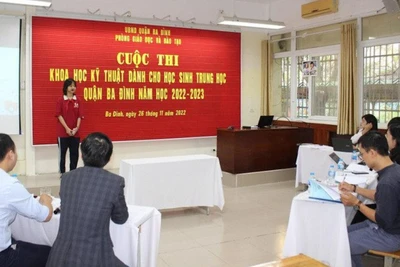 UBND QUẬN BA ĐÌNH
PHÒNG GIÁO DỤC VÀ ĐÀO TẠO
CUỘC THI
KHOA HỌC KỸ THUẬT DÀNH CHO HỌC SINH TRUNG HỌC
QUẬN BA ĐÌNH NĂM HỌC 2022-2023
Ba Đình, ngày 26 tháng 11 năm 2022